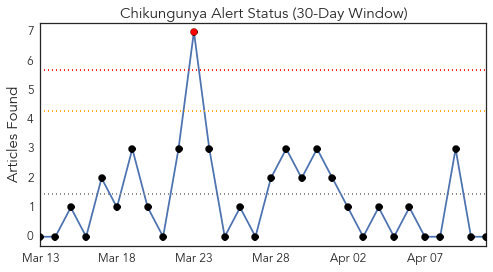 Chikungunya Alert Status (30-Day Window)
Articles Found
7
6
5
4
3
2
1
0
Mar 13 Mar 18 Mar 23 Mar 28 Apr 02 Apr 07